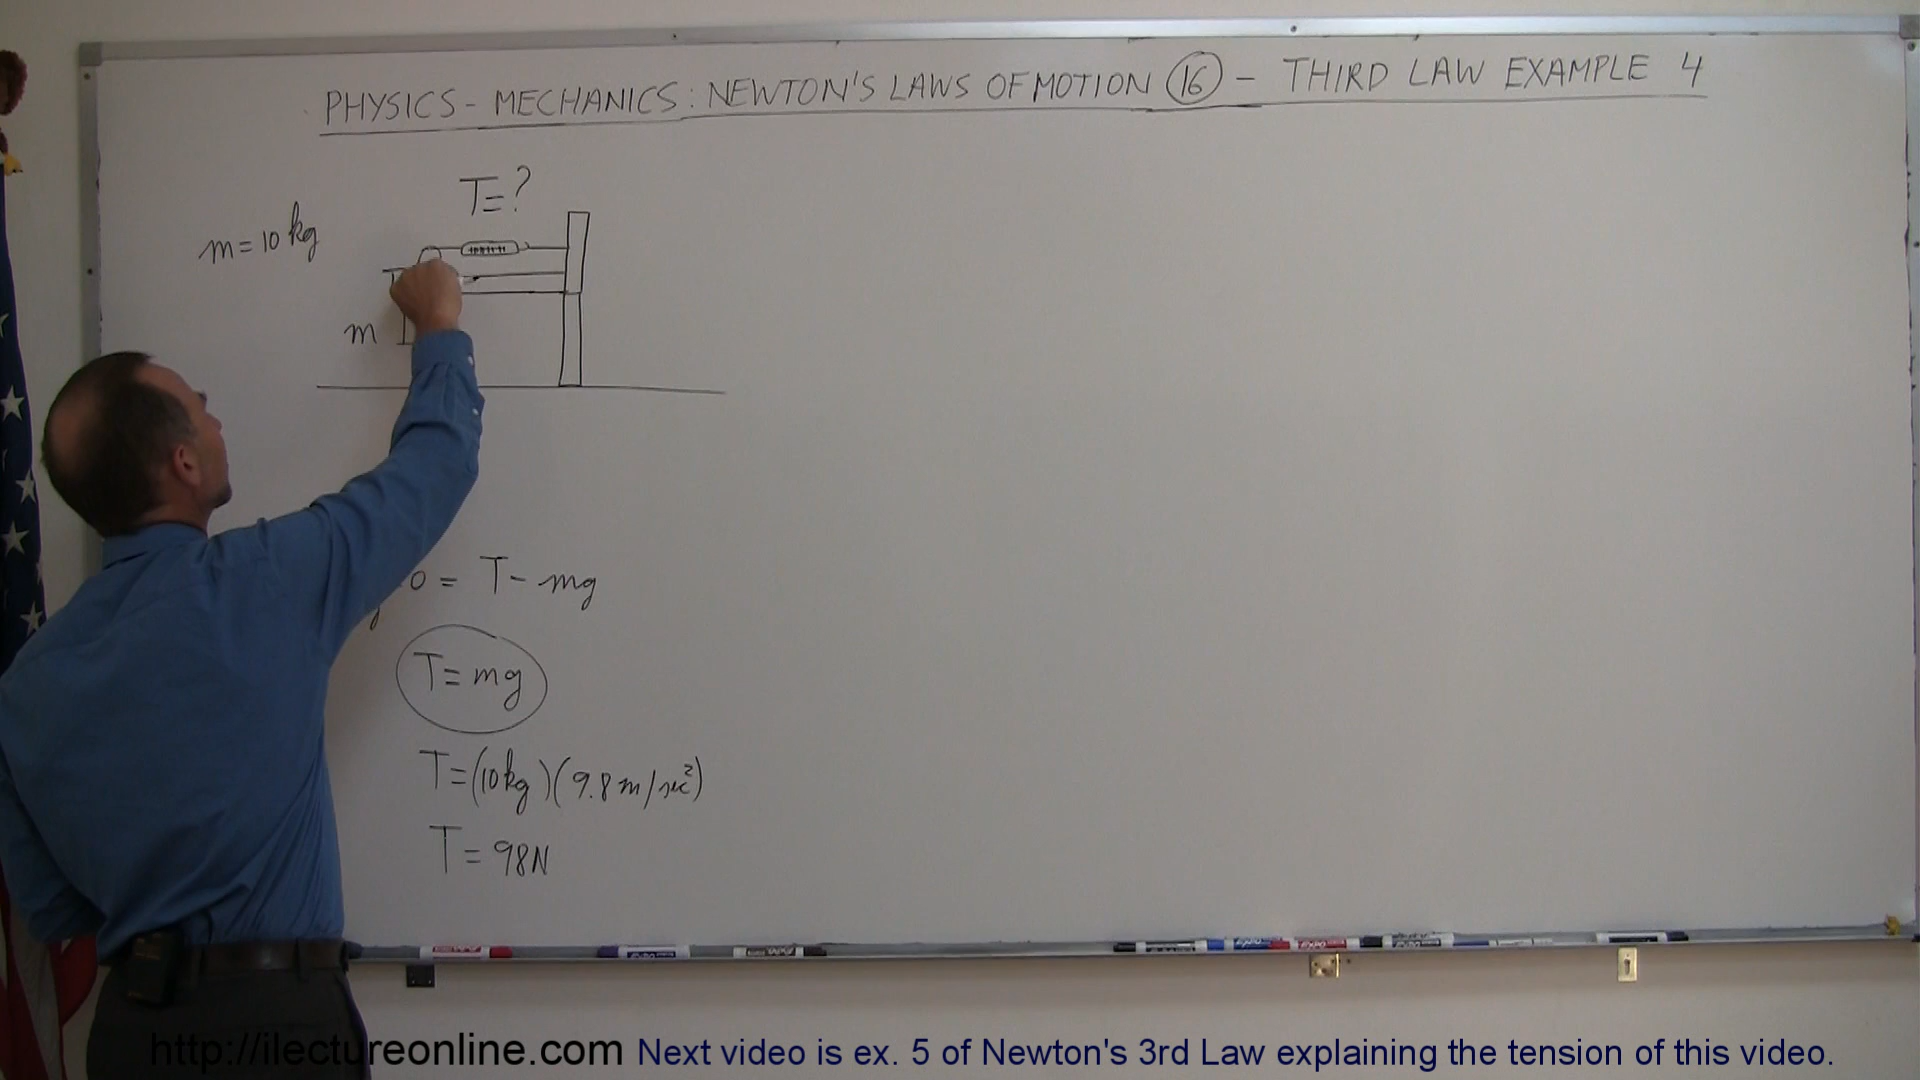 PHYSICS - MECHANICS: NEWTON'S LAWS OF MOTION 16 - THIRD LAW EXAMPLE 4
T=?
m = 10 kg
m
0 = T - mg
T = mg
T = (10 kg)(9.8 m/sec²)
T = 98N
http://ilectureonline.com Next video is ex. 5 of Newton's 3rd Law explaining the tension of this video.